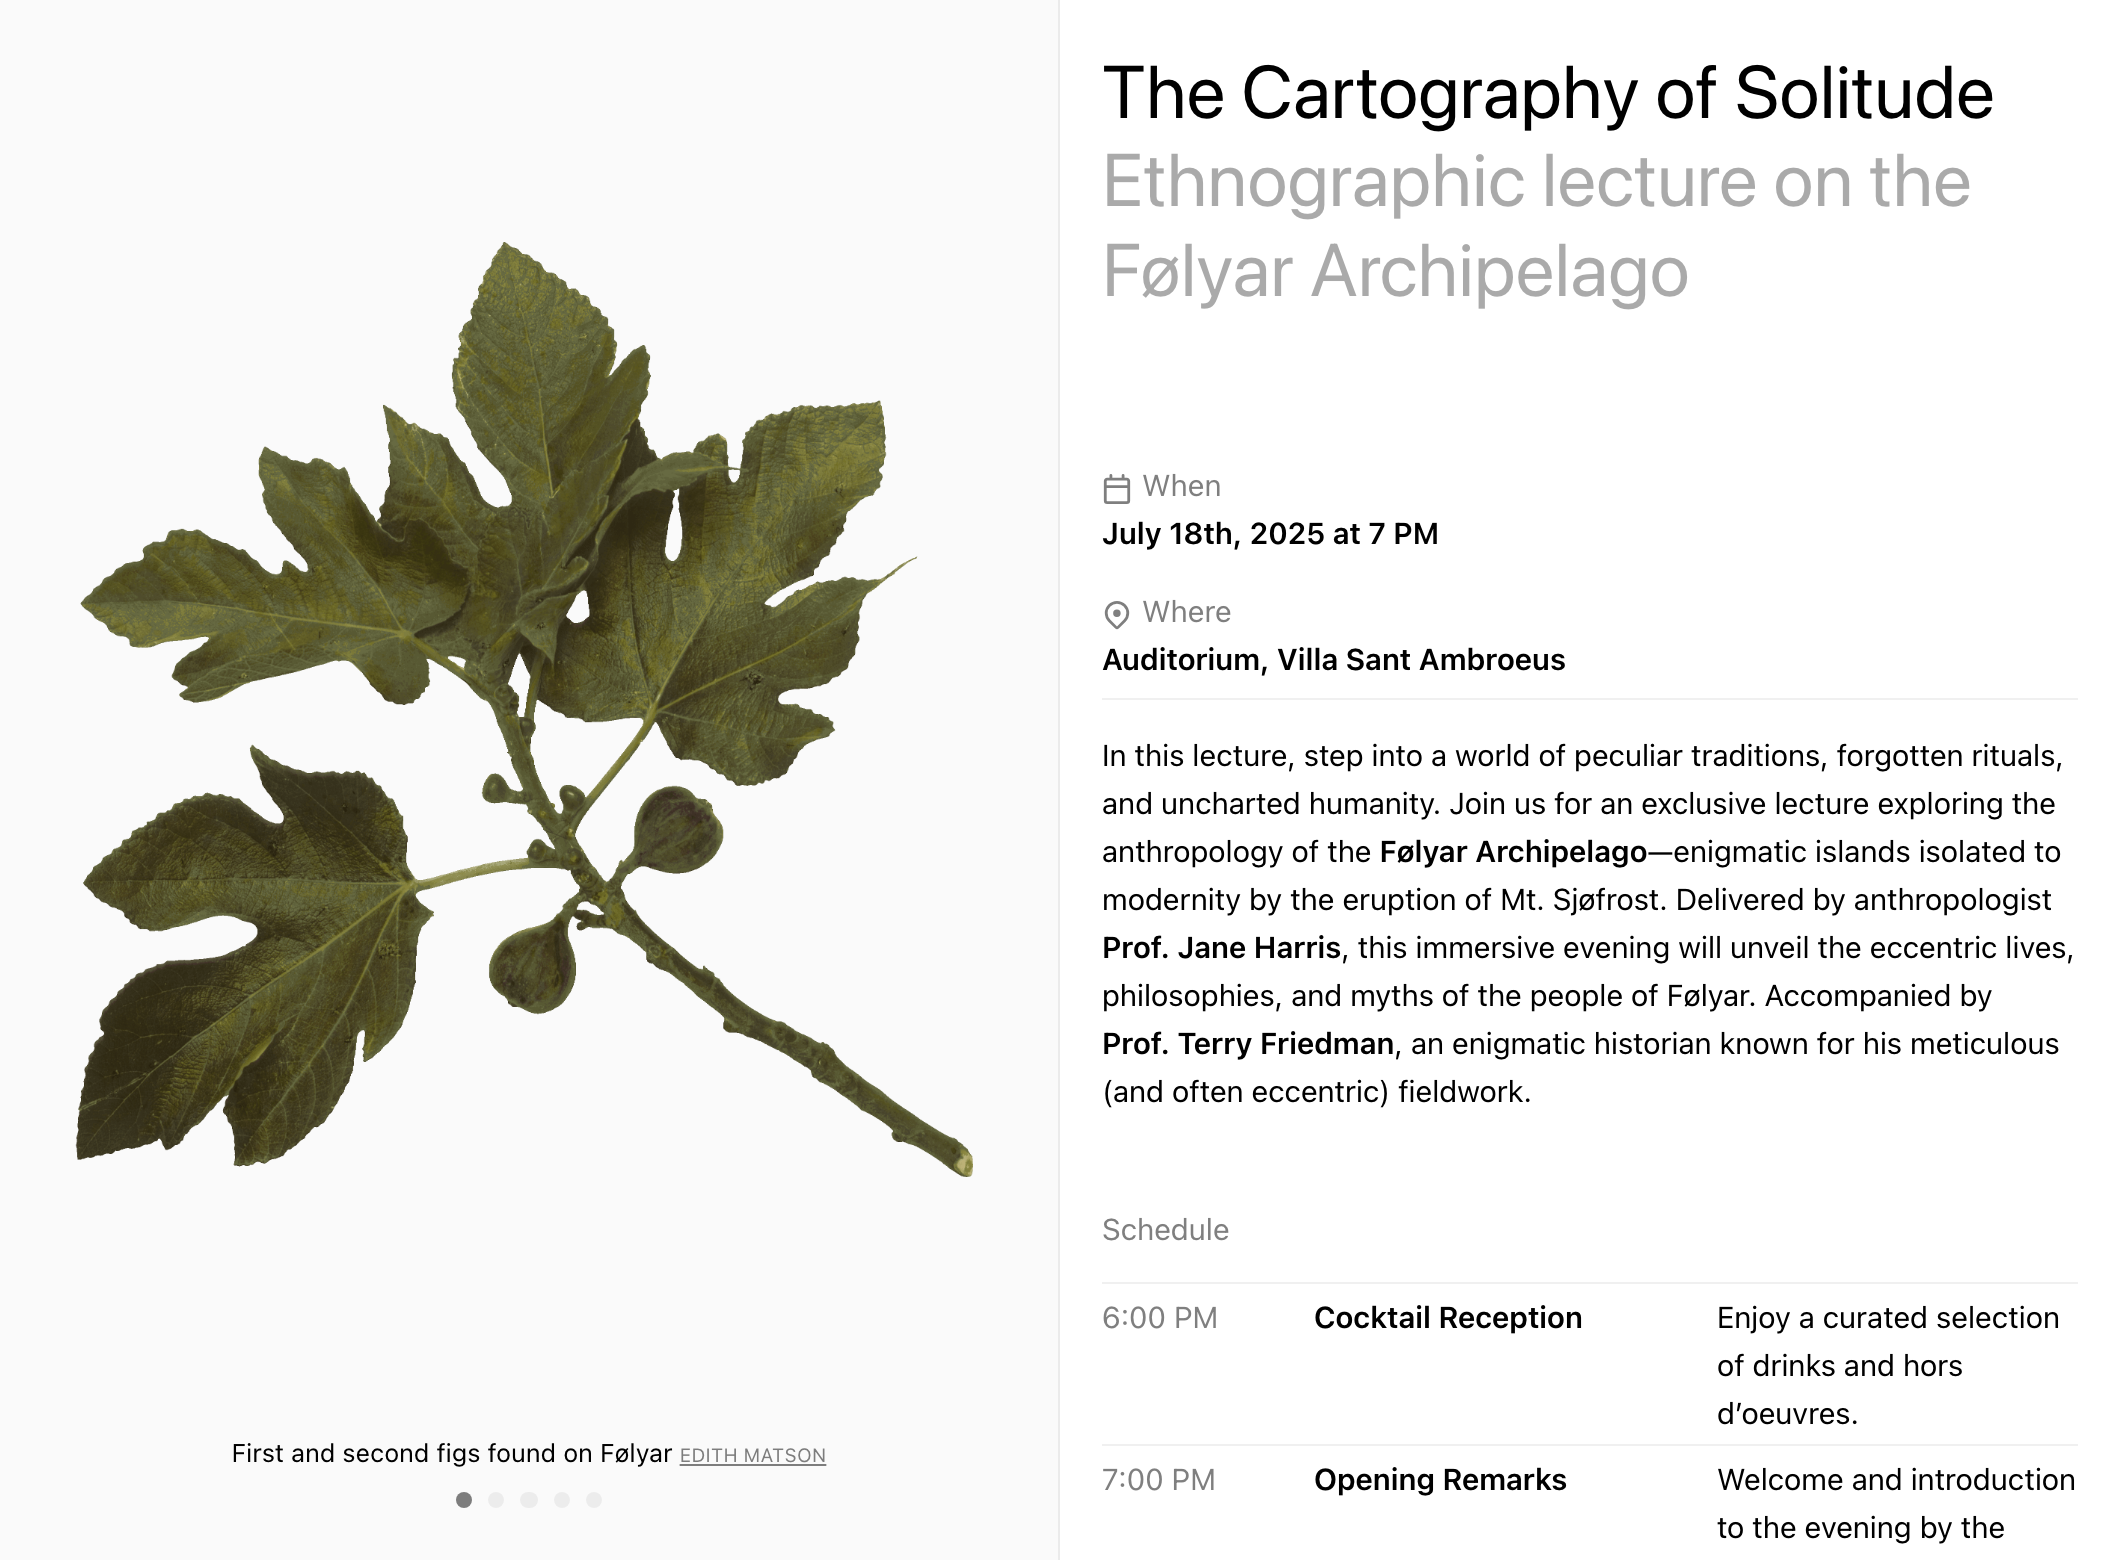 The Cartography of Solitude
Ethnographic lecture on the
Følyar Archipelago
When
July 18th, 2025 at 7 PM
Where
Auditorium, Villa Sant Ambroeus
In this lecture, step into a world of peculiar traditions, forgotten rituals,
and uncharted humanity. Join us for an exclusive lecture exploring the
anthropology of the Følyar Archipelago—enigmatic islands isolated to
modernity by the eruption of Mt. Sjøfrost. Delivered by anthropologist
Prof. Jane Harris, this immersive evening will unveil the eccentric lives,
philosophies, and myths of the people of Følyar. Accompanied by
Prof. Terry Friedman, an enigmatic historian known for his meticulous
(and often eccentric) fieldwork.
Schedule
6:00 PM Cocktail Reception Enjoy a curated selection
of drinks and hors
d’oeuvres.
7:00 PM Opening Remarks Welcome and introduction
to the evening by the
First and second figs found on Følyar EDITH MATSON